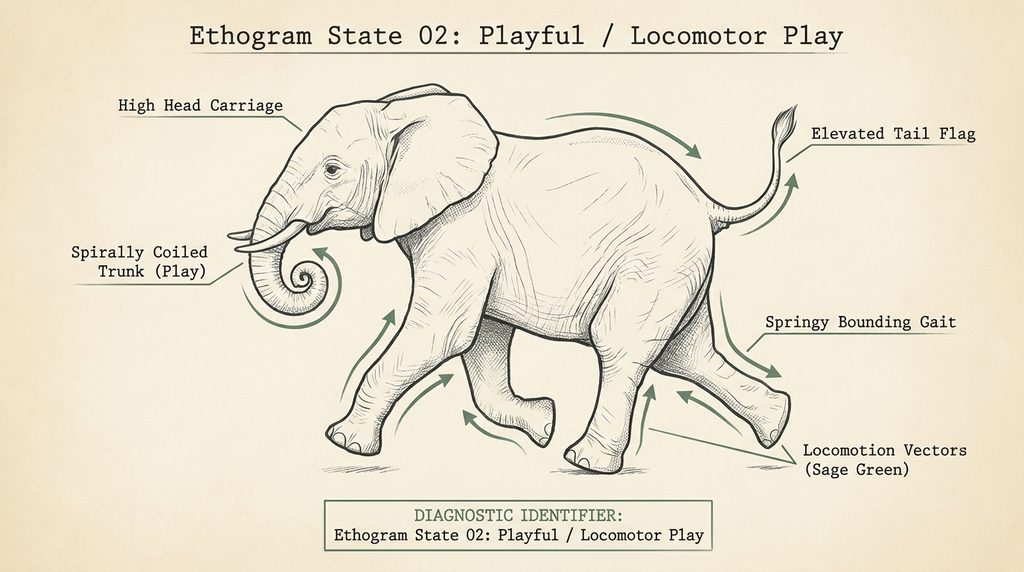 Ethogram State 02: Playful / Locomotor Play
High Head Carriage
Elevated Tail Flag
Spirally Coiled
Trunk (Play)
Springy Bounding Gait
Locomotion Vectors
(Sage Green)
DIAGNOSTIC IDENTIFIER:
Ethogram State 02: Playful / Locomotor Play